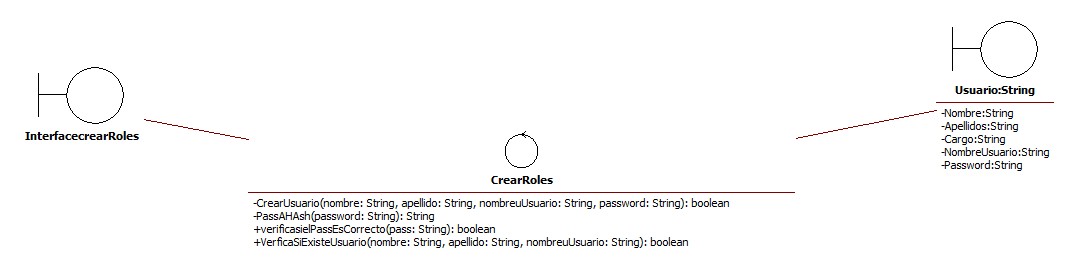 InterfacecrearRoles
CrearRoles
-CrearUsuario(nombre: String, apellido: String, nombreuUsuario: String, password: String): boolean
-PassAHAsh(password: String): String
+verificasielPassEsCorrecto(pass: String): boolean
+VerficaSiExisteUsuario(nombre: String, apellido: String, nombreuUsuario: String): boolean
Usuario:String
-Nombre:String
-Apellidos:String
-Cargo:String
-NombreUsuario:String
-Password:String